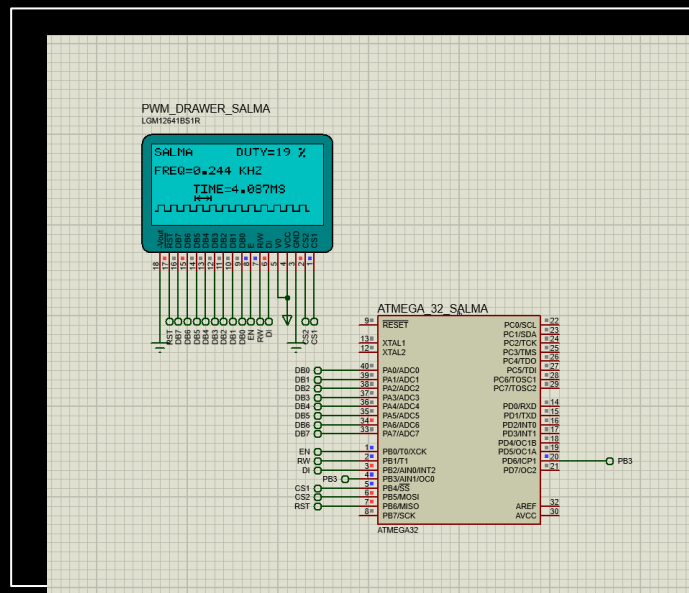 PWM_DRAWER_SALMA
LGM12641BS1R
SALMA DUTY=19 %
FREQ=0.244 KHZ
TIME=4.087MS
-Vout RST DB7 DB6 DB5 DB4 DB3 DB2 DB1 DB0 E R/W DI V0 VCC GND CS2 CS1
18 17 16 15 14 13 12 11 10 9 8 7 6 5 4 3 2 1
RST DB7 DB6 DB5 DB4 DB3 DB2 DB1 DB0 EN RW DI CS2 CS1
ATMEGA_32_SALMA
9 RESET PC0/SCL 22
PC1/SDA 23
13 XTAL1 PC2/TCK 24
12 XTAL2 PC3/TMS 25
PC4/TDO 26
DB0 40 PA0/ADC0 PC5/TDI 27
DB1 39 PA1/ADC1 PC6/TOSC1 28
DB2 38 PA2/ADC2 PC7/TOSC2 29
DB3 37 PA3/ADC3
DB4 36 PA4/ADC4 PD0/RXD 14
DB5 35 PA5/ADC5 PD1/TXD 15
DB6 34 PA6/ADC6 PD2/INT0 16
DB7 33 PA7/ADC7 PD3/INT1 17
PD4/OC1B 18
EN 1 PB0/T0/XCK PD5/OC1A 19
RW 2 PB1/T1 PD6/ICP1 20 PB3
DI 3 PB2/AIN0/INT2 PD7/OC2 21
PB3 4 PB3/AIN1/OC0
CS1 5 PB4/SS
CS2 6 PB5/MOSI
RST 7 PB6/MISO AREF 32
8 PB7/SCK AVCC 30
ATMEGA32